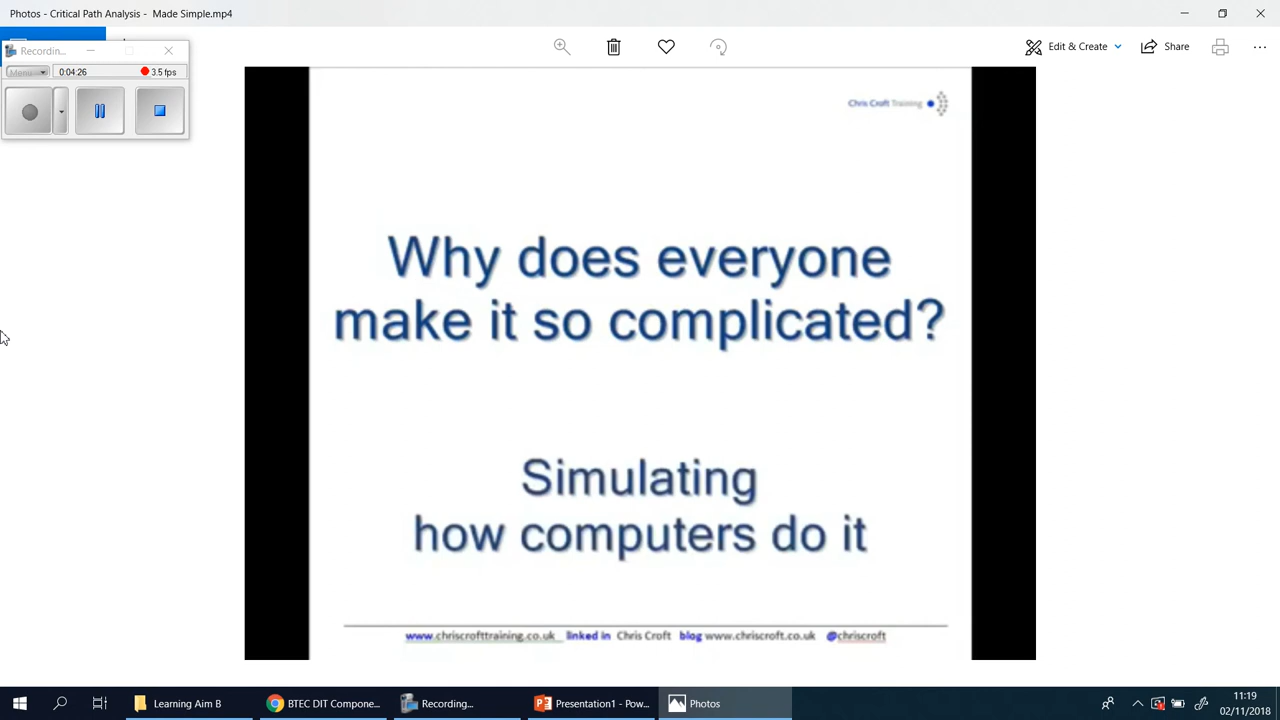 Photos - Critical Path Analysis - Made Simple.mp4
Recording...
Edit & Create
Share
Menu
0:04:26
3.5 fps
Chris Croft Training
Why does everyone
make it so complicated?
Simulating
how computers do it
www.chriscrofttraining.co.uk linked in Chris Croft blog www.chriscroft.co.uk @chriscroft
Learning Aim B
BTEC DIT Compone...
Recording...
Presentation1 - Pow...
Photos
11:19
02/11/2018